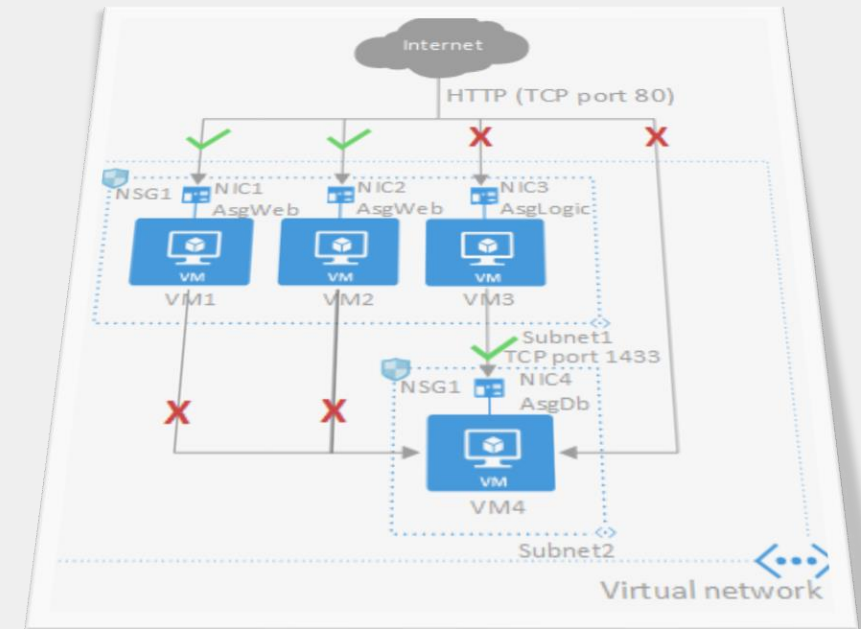 Internet
HTTP (TCP port 80)
NSG1
NIC1
AsgWeb
NIC2
AsgWeb
NIC3
AsgLogic
VM
VM
VM
VM1
VM2
VM3
Subnet1
TCP port 1433
NSG1
NIC4
AsgDb
VM
VM4
Subnet2
Virtual network